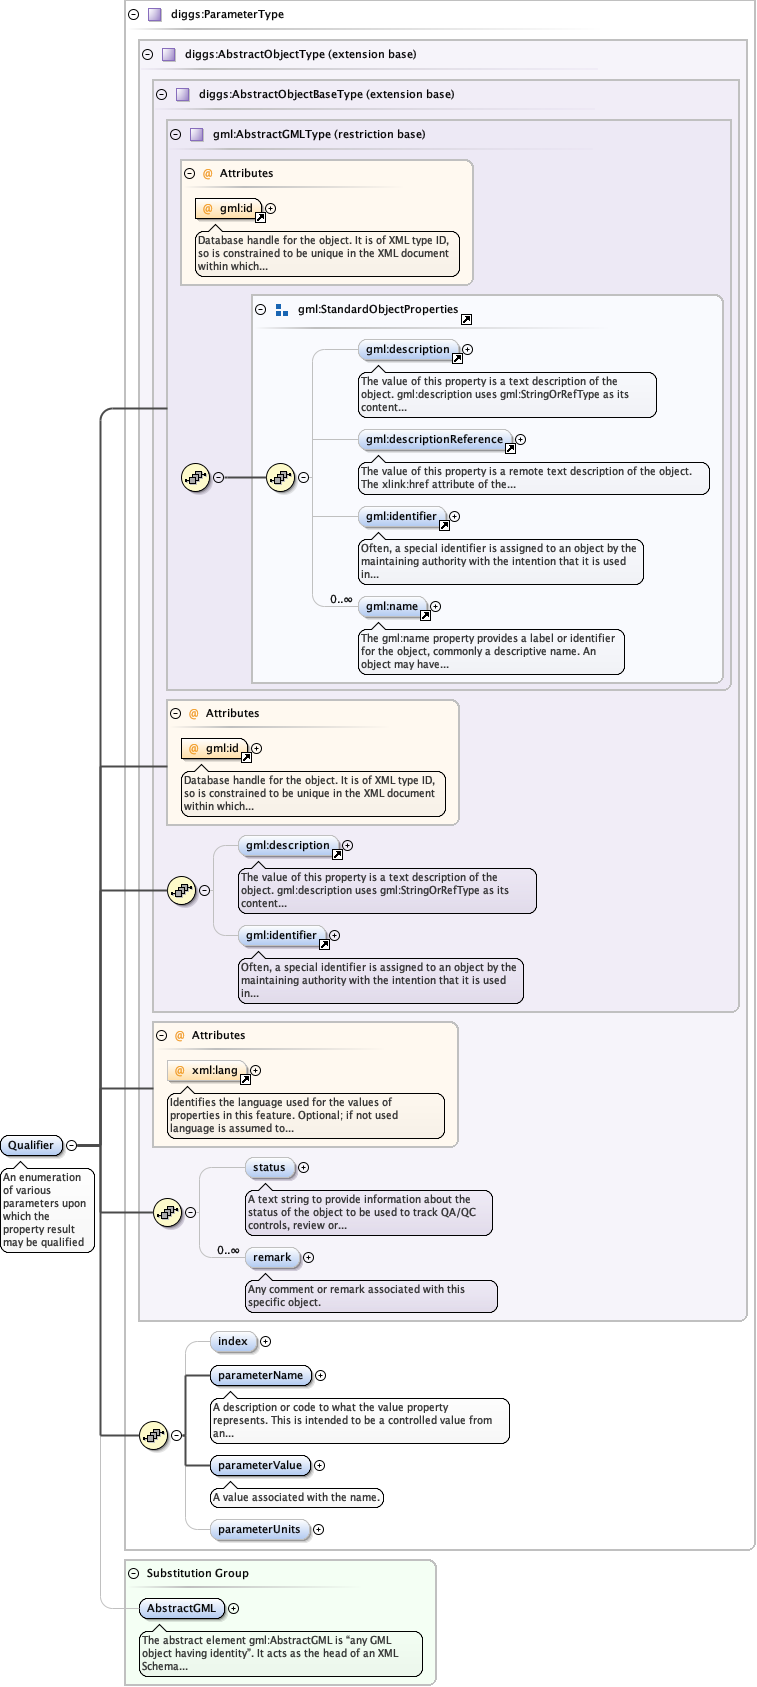 diggs:ParameterType
diggs:AbstractObjectType (extension base)
diggs:AbstractObjectBaseType (extension base)
gml:AbstractGMLType (restriction base)
@ Attributes
@ gml:id
Database handle for the object. It is of XML type ID,
so is constrained to be unique in the XML document
within which...
gml:StandardObjectProperties
gml:description
The value of this property is a text description of the
object. gml:description uses gml:StringOrRefType as its
content...
gml:descriptionReference
The value of this property is a remote text description of the object.
The xlink:href attribute of the...
gml:identifier
Often, a special identifier is assigned to an object by the
maintaining authority with the intention that it is used
in...
0..∞
gml:name
The gml:name property provides a label or identifier
for the object, commonly a descriptive name. An
object may have...
@ Attributes
@ gml:id
Database handle for the object. It is of XML type ID,
so is constrained to be unique in the XML document
within which...
gml:description
The value of this property is a text description of the
object. gml:description uses gml:StringOrRefType as its
content...
gml:identifier
Often, a special identifier is assigned to an object by the
maintaining authority with the intention that it is used
in...
@ Attributes
@ xml:lang
Identifies the language used for the values of
properties in this feature. Optional; if not used
language is assumed to...
Qualifier
An enumeration
of various
parameters upon
which the
property result
may be qualified
status
A text string to provide information about the
status of the object to be used to track QA/QC
controls, review or...
0..∞
remark
Any comment or remark associated with this
specific object.
index
parameterName
A description or code to what the value property
represents. This is intended to be a controlled value from
an...
parameterValue
A value associated with the name.
parameterUnits
Substitution Group
AbstractGML
The abstract element gml:AbstractGML is “any GML
object having identity”. It acts as the head of an XML
Schema...